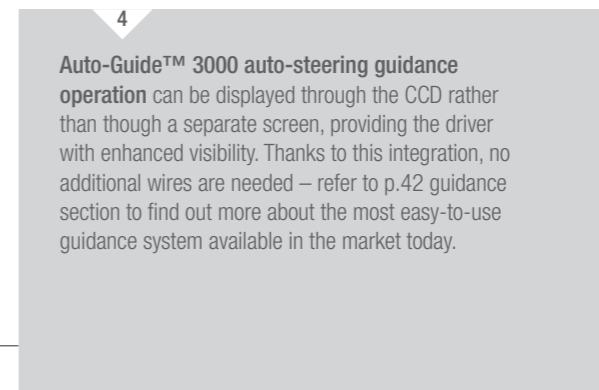 4
Auto-Guide™ 3000 auto-steering guidance
operation can be displayed through the CCD rather
than though a separate screen, providing the driver
with enhanced visibility. Thanks to this integration, no
additional wires are needed – refer to p.42 guidance
section to find out more about the most easy-to-use
guidance system available in the market today.